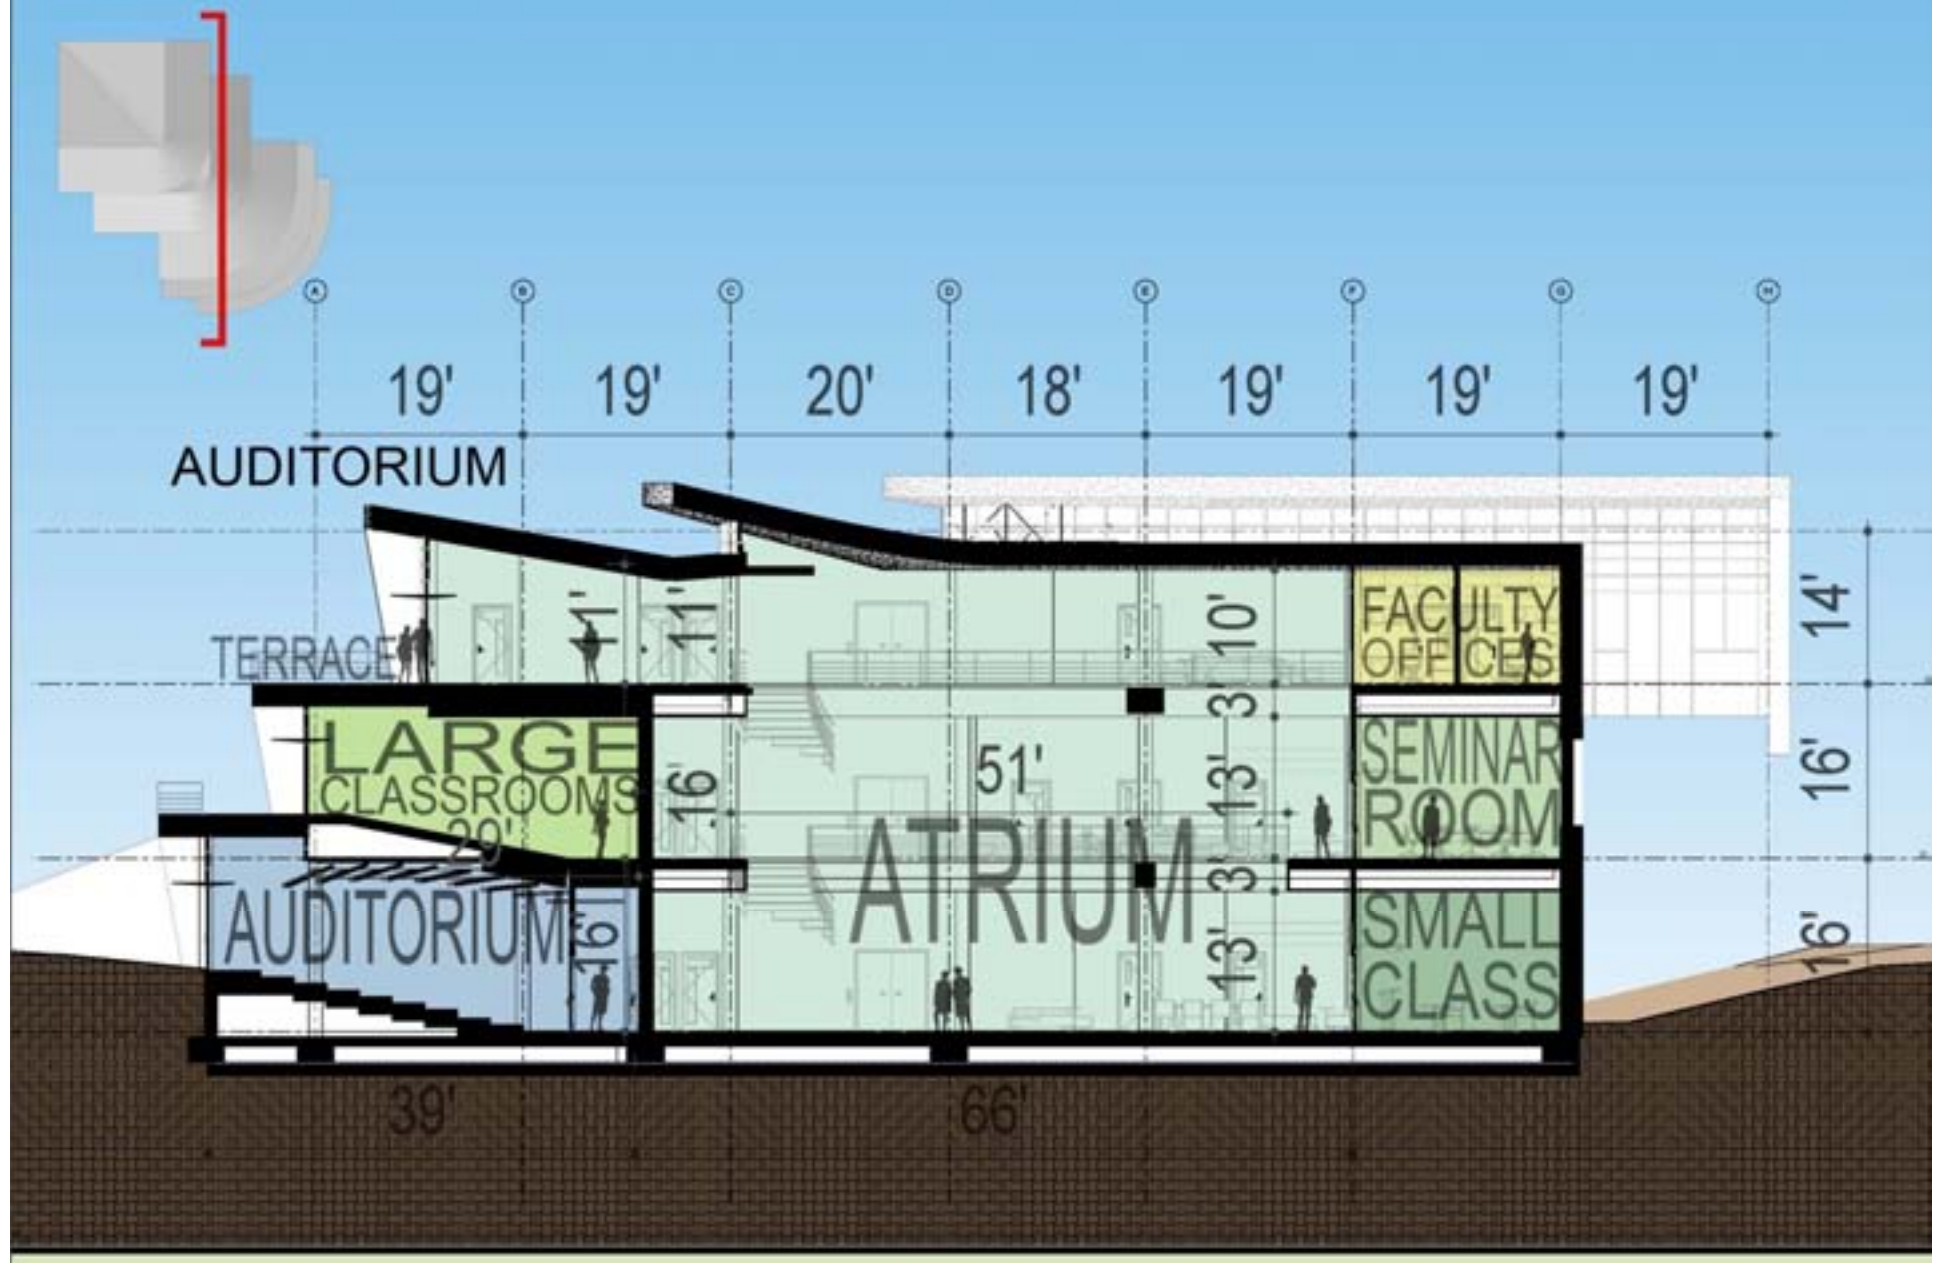 A B C D E F G H
19' 19' 20' 18' 19' 19' 19'
AUDITORIUM
TERRACE
11'
11'
10'
FACULTY
OFFICES
14'
3'
LARGE
CLASSROOMS
16'
51'
13'
SEMINAR
ROOM
16'
ATRIUM
3'
AUDITORIUM
16'
13'
SMALL
CLASS
16'
39' 66'